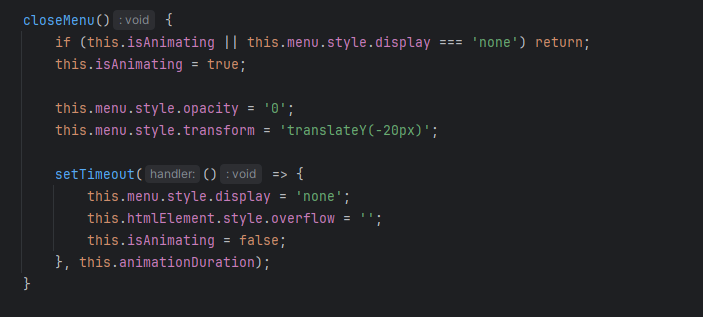 closeMenu() : void {
    if (this.isAnimating || this.menu.style.display === 'none') return;
    this.isAnimating = true;

    this.menu.style.opacity = '0';
    this.menu.style.transform = 'translateY(-20px)';

    setTimeout( handler: () : void => {
        this.menu.style.display = 'none';
        this.htmlElement.style.overflow = '';
        this.isAnimating = false;
    }, this.animationDuration);
}